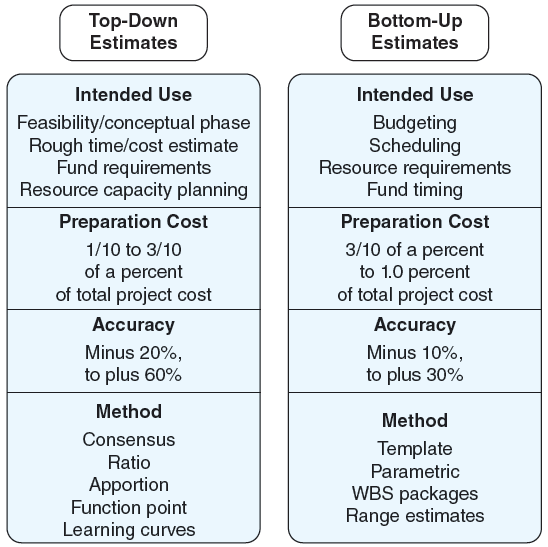 Top-Down
Estimates
Intended Use
Feasibility/conceptual phase
Rough time/cost estimate
Fund requirements
Resource capacity planning
Preparation Cost
1/10 to 3/10
of a percent
of total project cost
Accuracy
Minus 20%,
to plus 60%
Method
Consensus
Ratio
Apportion
Function point
Learning curves
Bottom-Up
Estimates
Intended Use
Budgeting
Scheduling
Resource requirements
Fund timing
Preparation Cost
3/10 of a percent
to 1.0 percent
of total project cost
Accuracy
Minus 10%,
to plus 30%
Method
Template
Parametric
WBS packages
Range estimates